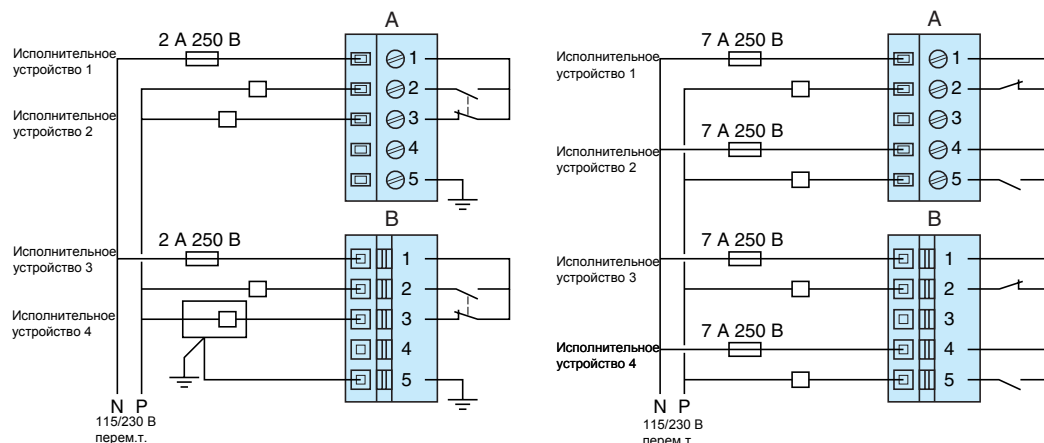 A
Исполнительное
устройство 1
2 A 250 В
1
2
Исполнительное
устройство 2
3
4
5
B
Исполнительное
устройство 3
2 A 250 В
1
2
Исполнительное
устройство 4
3
4
5
N P
115/230 В
перем.т.
A
Исполнительное
устройство 1
7 A 250 В
1
2
3
Исполнительное
устройство 2
7 A 250 В
4
5
B
Исполнительное
устройство 3
7 A 250 В
1
2
3
Исполнительное
устройство 4
7 A 250 В
4
5
N P
115/230 В
перем.т.